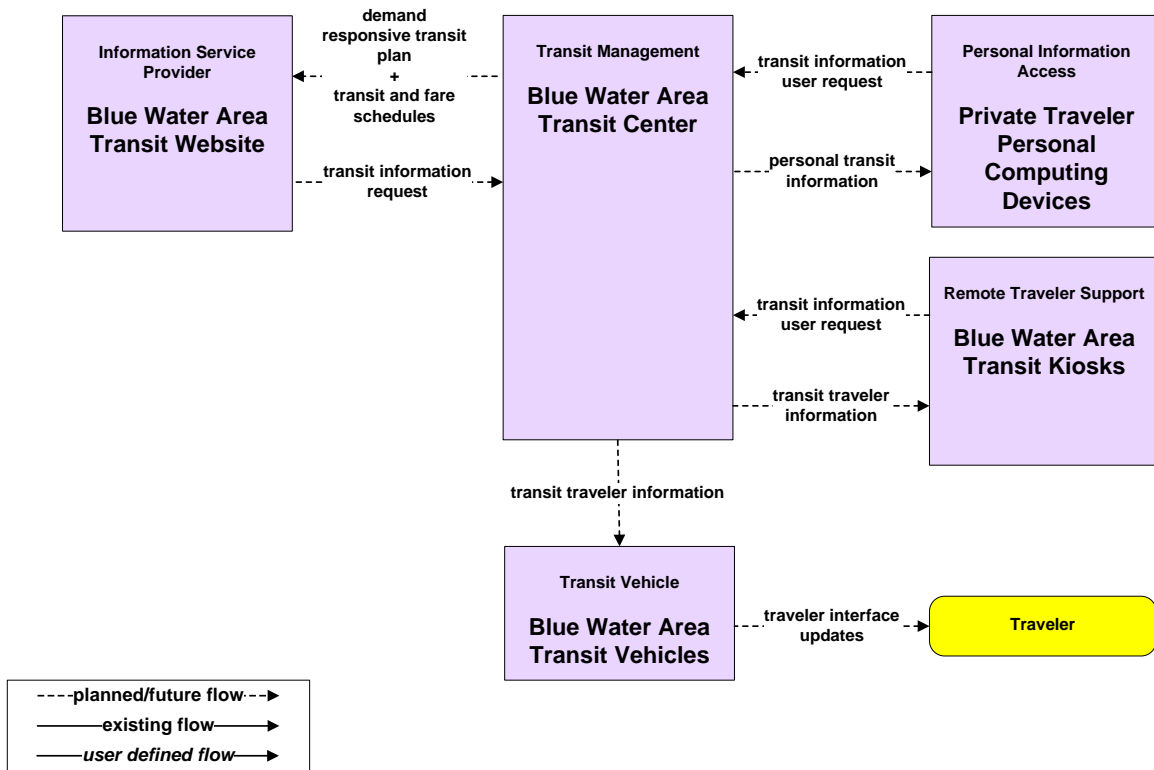 Information Service
Provider
Blue Water Area
Transit Website
demand
responsive transit
plan
+
transit and fare
schedules
transit information
request
Transit Management
Blue Water Area
Transit Center
transit information
user request
personal transit
information
Personal Information
Access
Private Traveler
Personal
Computing
Devices
transit information
user request
transit traveler
information
Remote Traveler Support
Blue Water Area
Transit Kiosks
transit traveler information
Transit Vehicle
Blue Water Area
Transit Vehicles
traveler interface
updates
Traveler
planned/future flow
existing flow
user defined flow